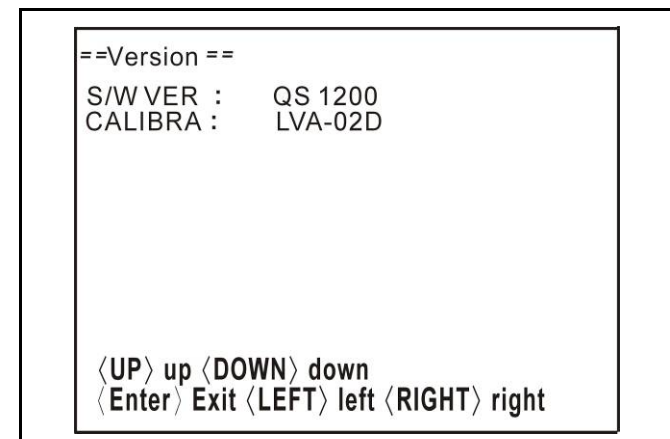 ==Version ==
S/W VER : QS 1200
CALIBRA : LVA-02D
〈UP〉 up 〈DOWN〉 down
〈Enter〉 Exit 〈LEFT〉 left 〈RIGHT〉 right